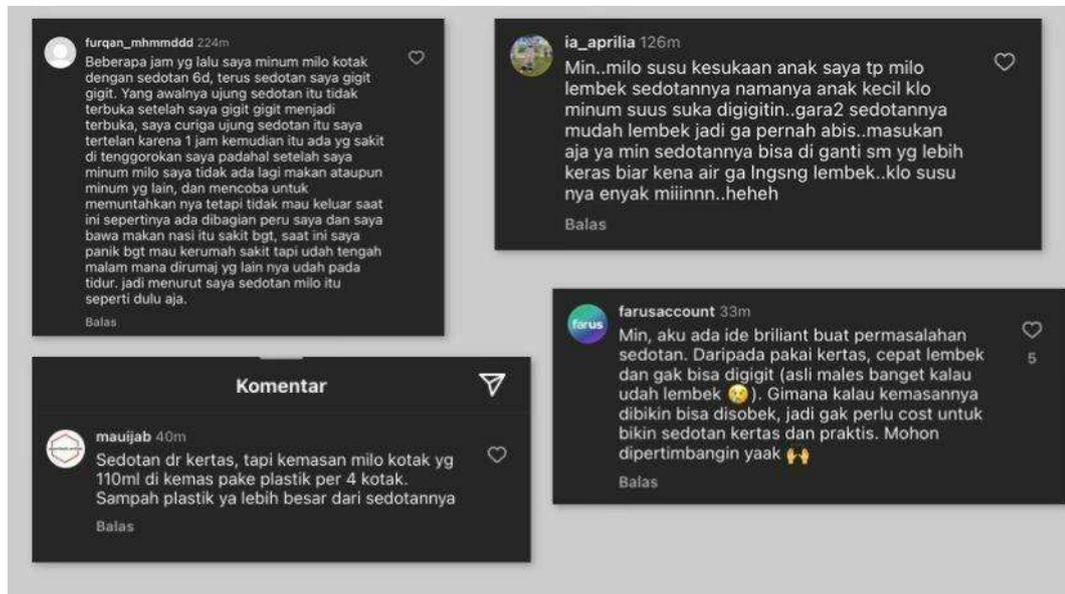 furqan_mhmmddd 224m
Beberapa jam yg lalu saya minum milo kotak
dengan sedotan 6d, terus sedotan saya gigit
gigit. Yang awalnya ujung sedotan itu tidak
terbuka setelah saya gigit gigit menjadi
terbuka, saya curiga ujung sedotan itu saya
tertelan karena 1 jam kemudian itu ada yg sakit
di tenggorokan saya padahal setelah saya
minum milo saya tidak ada lagi makan ataupun
minum yg lain, dan mencoba untuk
memuntahkan nya tetapi tidak mau keluar saat
ini sepertinya ada dibagian peru saya dan saya
bawa makan nasi itu sakit bgt, saat ini saya
panik bgt mau kerumah sakit tapi udah tengah
malam mana dirumaj yg lain nya udah pada
tidur. jadi menurut saya sedotan milo itu
seperti dulu aja.
Balas
ia_aprilia 126m
Min..milo susu kesukaan anak saya tp milo
lembek sedotannya namanya anak kecil klo
minum suus suka digigitin..gara2 sedotannya
mudah lembek jadi ga pernah abis..masukan
aja ya min sedotannya bisa di ganti sm yg lebih
keras biar kena air ga lngsng lembek..klo susu
nya enyak miiinnn..heheh
Balas
Komentar
mauijab 40m
Sedotan dr kertas, tapi kemasan milo kotak yg
110ml di kemas pake plastik per 4 kotak.
Sampah plastik ya lebih besar dari sedotannya
Balas
farus
farusaccount 33m
Min, aku ada ide briliant buat permasalahan
sedotan. Daripada pakai kertas, cepat lembek
dan gak bisa digigit (asli males banget kalau
udah lembek 😢). Gimana kalau kemasannya
dibikin bisa disobek, jadi gak perlu cost untuk
bikin sedotan kertas dan praktis. Mohon
dipertimbangin yaak 🙌
5
Balas